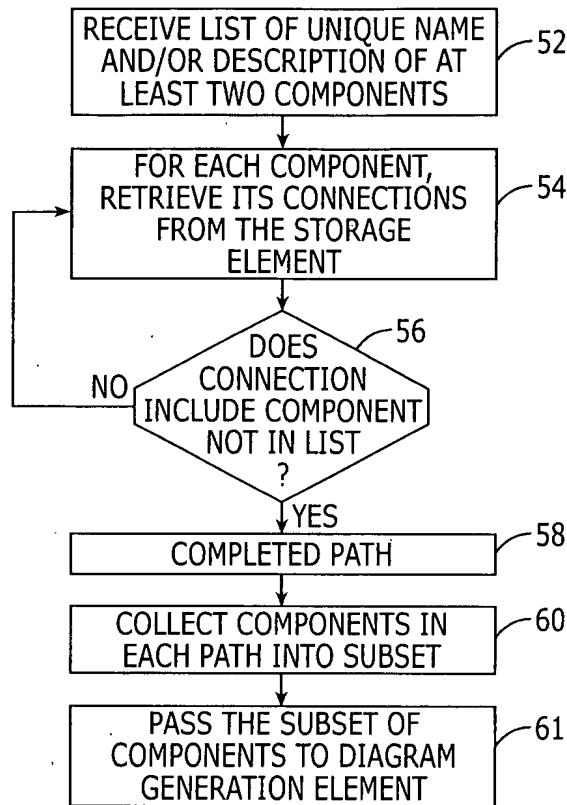 RECEIVE LIST OF UNIQUE NAME
AND/OR DESCRIPTION OF AT
LEAST TWO COMPONENTS
52
FOR EACH COMPONENT,
RETRIEVE ITS CONNECTIONS
FROM THE STORAGE
ELEMENT
54
56
DOES
CONNECTION
INCLUDE COMPONENT
NOT IN LIST
?
NO
YES
COMPLETED PATH
58
COLLECT COMPONENTS IN
EACH PATH INTO SUBSET
60
PASS THE SUBSET OF
COMPONENTS TO DIAGRAM
GENERATION ELEMENT
61